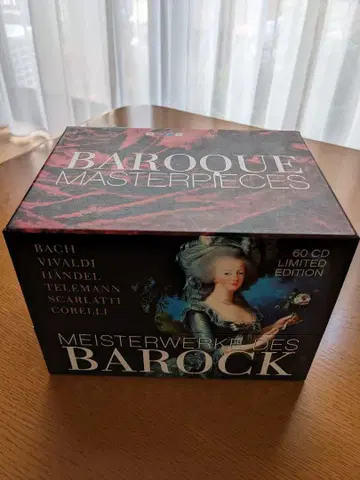 BAROQUE
MASTERPIECES
BACH
VIVALDI
HÄNDEL
TELEMANN
SCARLATTI
CORELLI
60 CD
LIMITED
EDITION
MEISTERWERKE DES
BAROCK